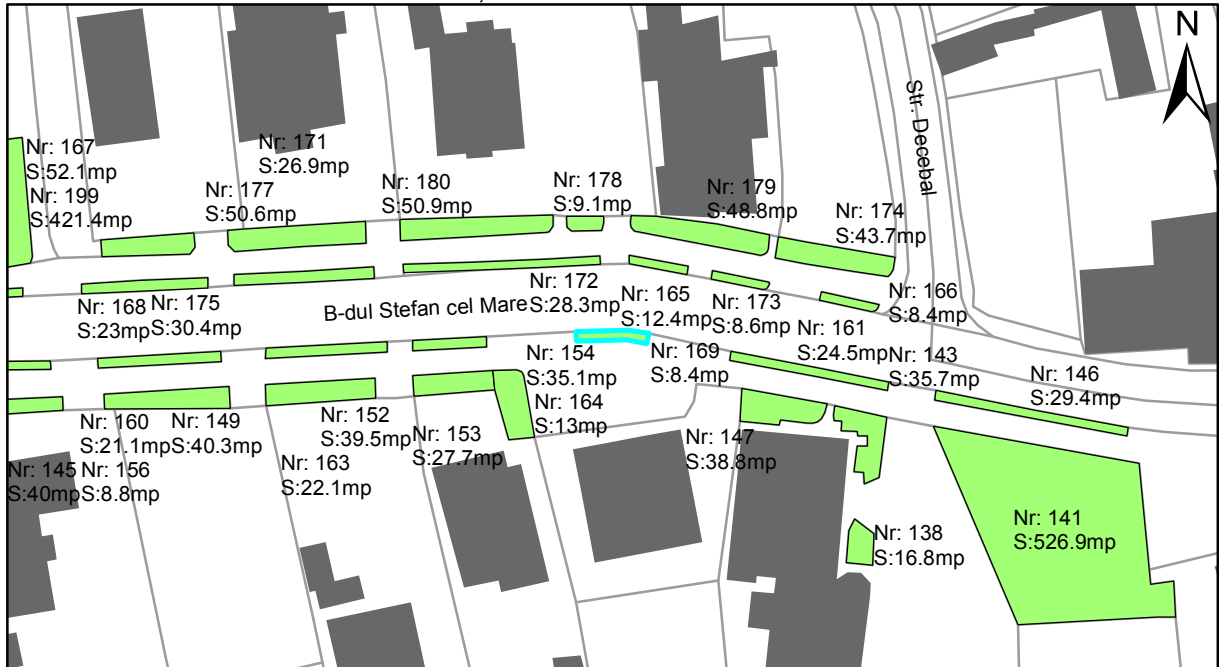 N
Str. Decebal
Nr: 167
S:52.1mp
Nr: 199
S:421.4mp
Nr: 171
S:26.9mp
Nr: 177
S:50.6mp
Nr: 180
S:50.9mp
Nr: 178
S:9.1mp
Nr: 179
S:48.8mp
Nr: 174
S:43.7mp
Nr: 168
S:23mp
Nr: 175
S:30.4mp
B-dul Stefan cel Mare
Nr: 172
S:28.3mp
Nr: 165
S:12.4mp
Nr: 173
S:8.6mp
Nr: 166
S:8.4mp
Nr: 161
S:24.5mp
Nr: 143
S:35.7mp
Nr: 146
S:29.4mp
Nr: 154
S:35.1mp
Nr: 169
S:8.4mp
Nr: 164
S:13mp
Nr: 160
S:21.1mp
Nr: 149
S:40.3mp
Nr: 152
S:39.5mp
Nr: 153
S:27.7mp
Nr: 147
S:38.8mp
Nr: 145
S:40mp
Nr: 156
S:8.8mp
Nr: 163
S:22.1mp
Nr: 138
S:16.8mp
Nr: 141
S:526.9mp